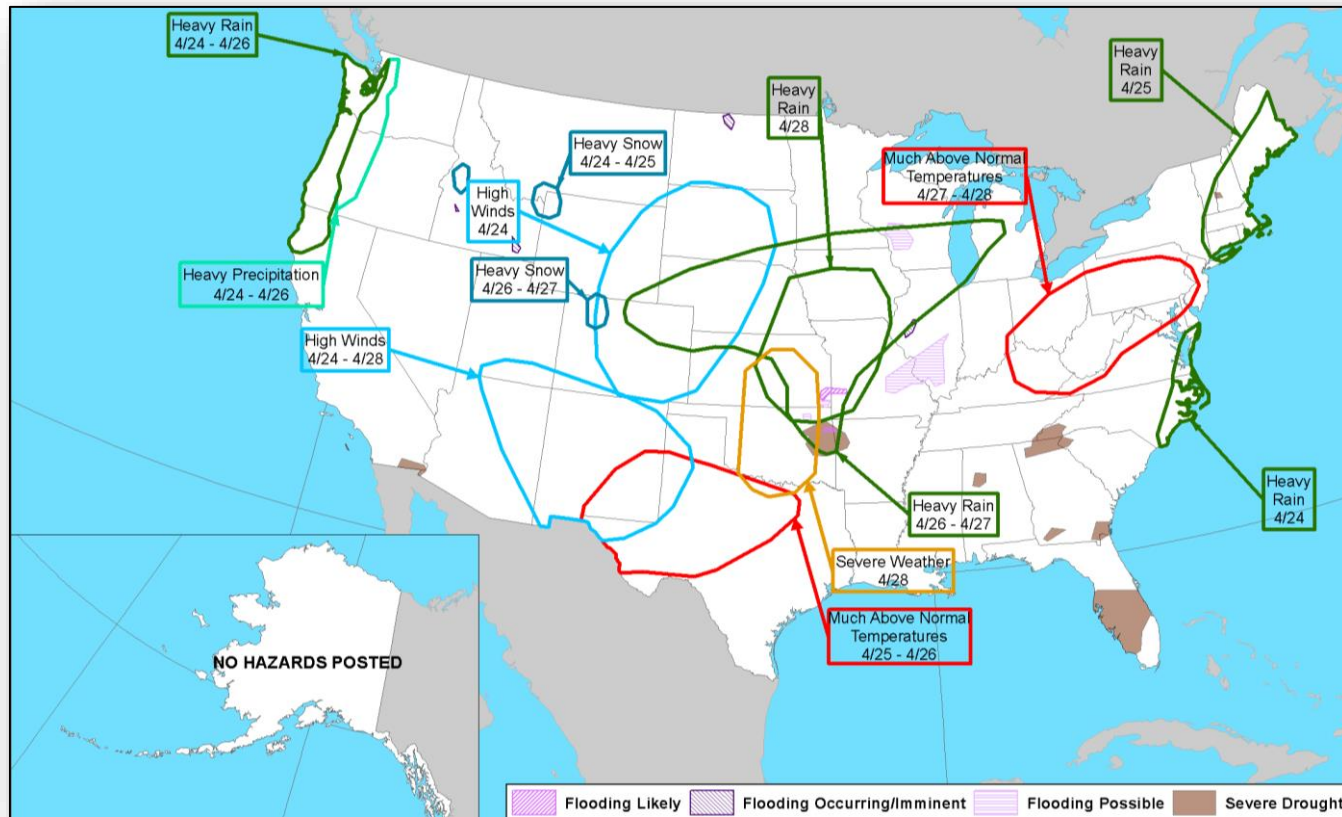 Heavy Rain
4/24 - 4/26
Heavy
Rain
4/25
Heavy
Rain
4/28
Heavy Snow
4/24 - 4/25
Much Above Normal
Temperatures
4/27 - 4/28
High
Winds
4/24
Heavy Precipitation
4/24 - 4/26
Heavy Snow
4/26 - 4/27
High Winds
4/24 - 4/28
Heavy
Rain
4/24
Heavy Rain
4/26 - 4/27
Severe Weather
4/28
Much Above Normal
Temperatures
4/25 - 4/26
NO HAZARDS POSTED
Flooding Likely
Flooding Occurring/Imminent
Flooding Possible
Severe Drought